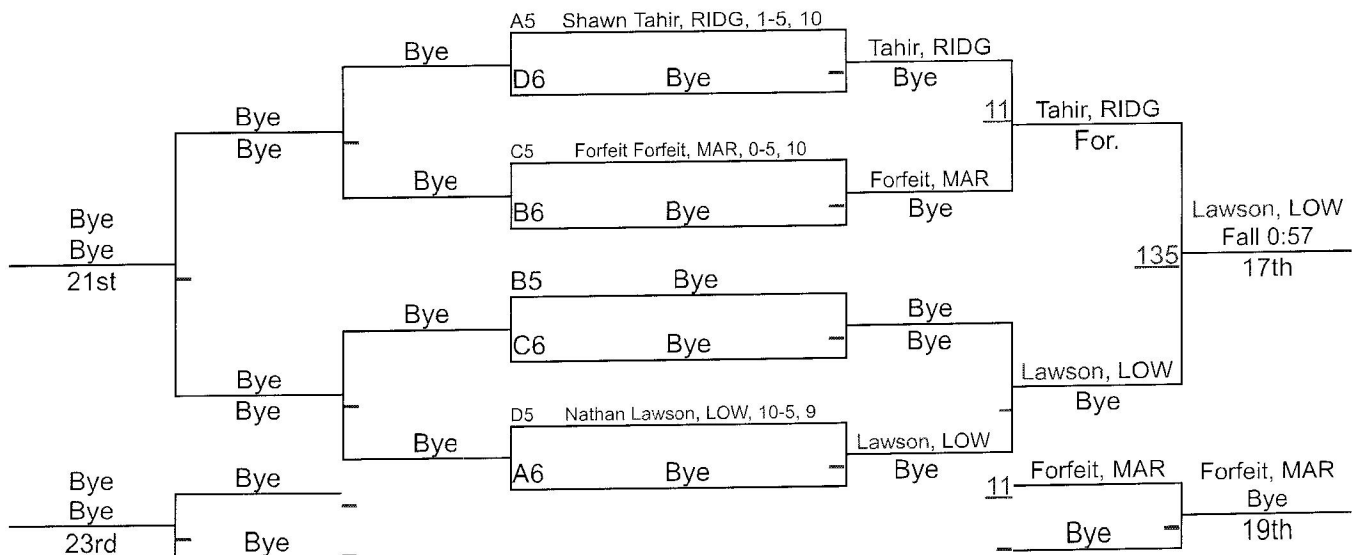 A5 Shawn Tahir, RIDG, 1-5, 10
Bye
Tahir, RIDG
D6 Bye
Bye
Bye
Bye
11
Tahir, RIDG
For.
C5 Forfeit Forfeit, MAR, 0-5, 10
Bye
Forfeit, MAR
B6 Bye
Bye
Bye
Bye
21st
Lawson, LOW
Fall 0:57
135
17th
B5 Bye
Bye
Bye
C6 Bye
Bye
Bye
Bye
Lawson, LOW
Bye
D5 Nathan Lawson, LOW, 10-5, 9
Bye
Lawson, LOW
A6 Bye
Bye
Bye
Bye
23rd
Bye
Bye
11
Forfeit, MAR
Bye
Forfeit, MAR
Bye
19th